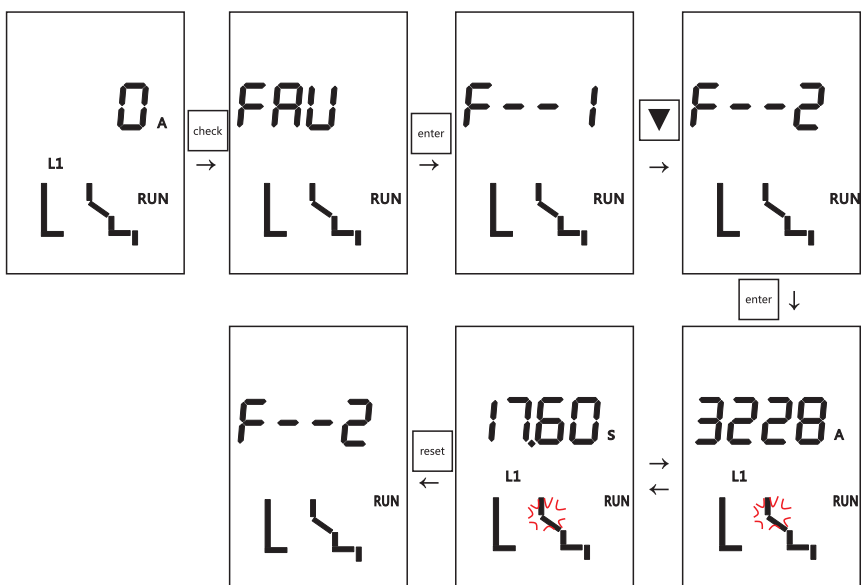 0 A
L1
RUN
check
→
FAU
RUN
enter
→
F--1
RUN
▼
→
F--2
RUN
enter ↓
3228 A
L1
RUN
→
←
17.60 s
L1
RUN
reset
←
F--2
RUN